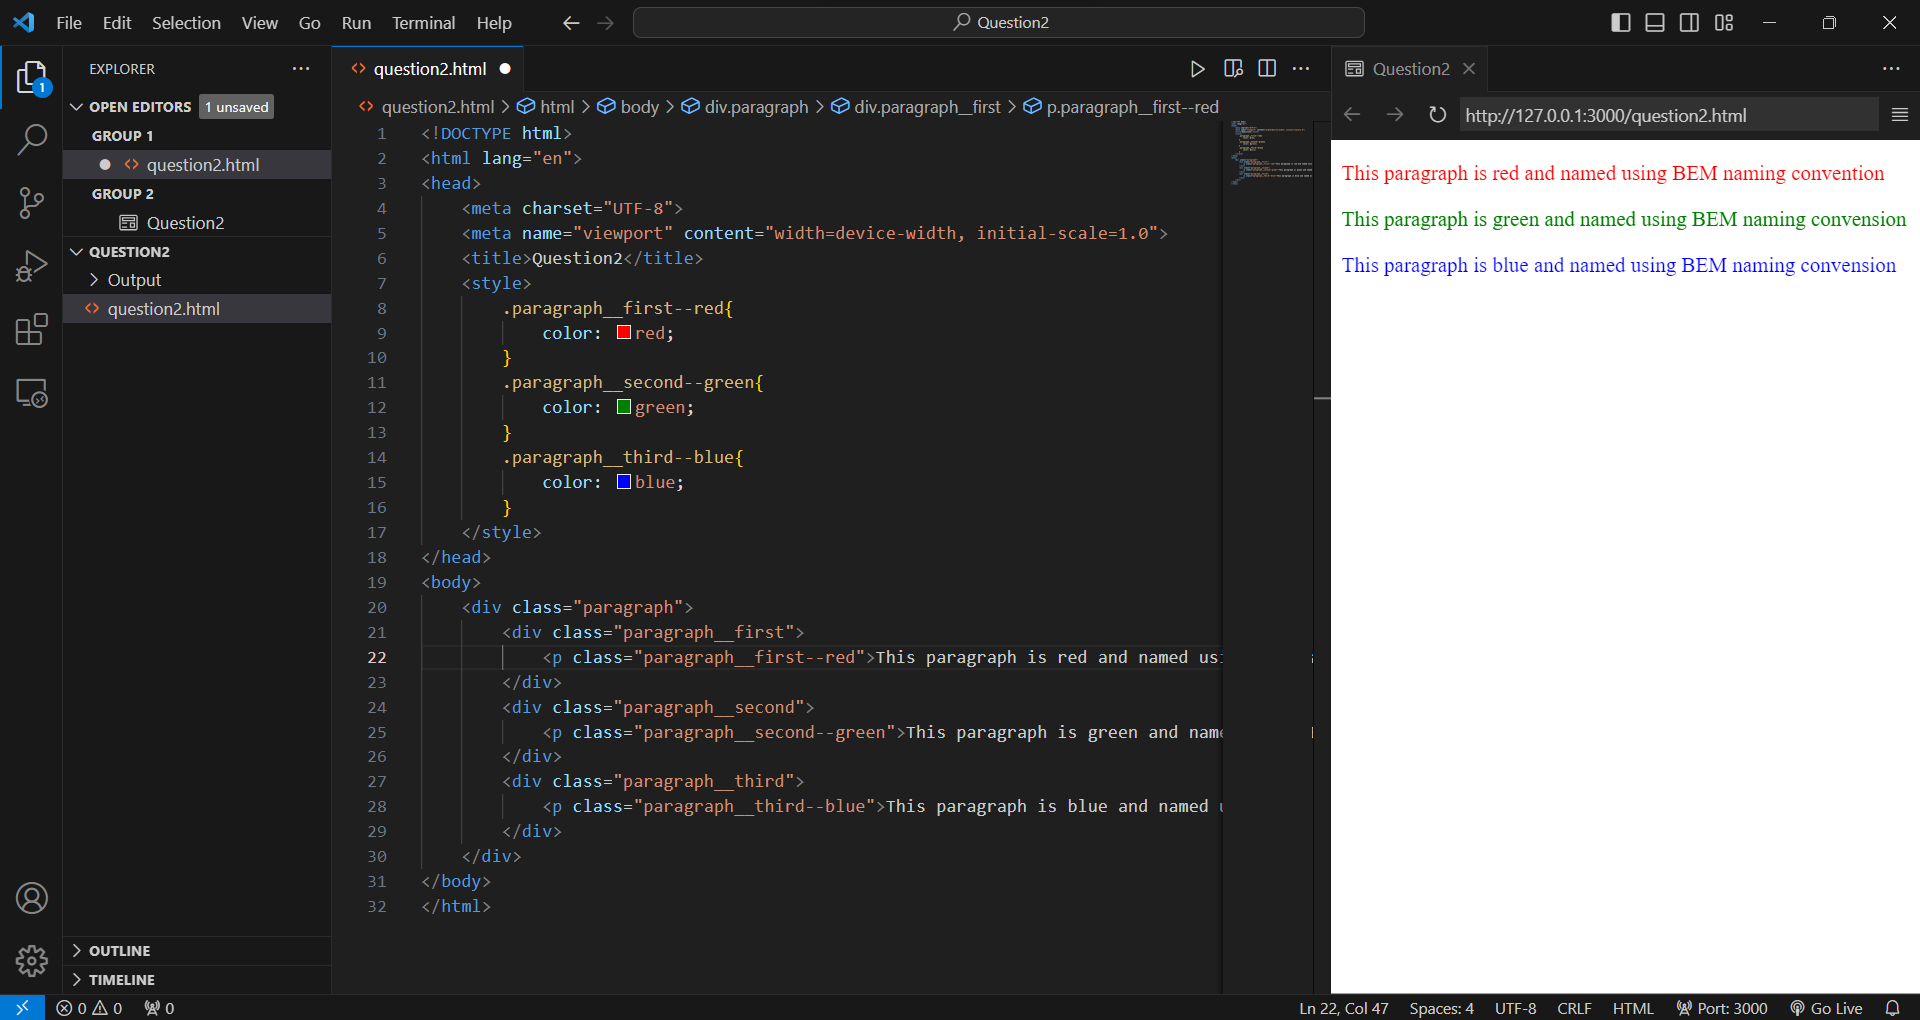 File Edit Selection View Go Run Terminal Help
Question2
EXPLORER
OPEN EDITORS 1 unsaved
GROUP 1
question2.html
GROUP 2
Question2
QUESTION2
Output
question2.html
OUTLINE
TIMELINE
question2.html
question2.html > html > body > div.paragraph > div.paragraph__first > p.paragraph__first--red
1 <!DOCTYPE html>
2 <html lang="en">
3 <head>
4 <meta charset="UTF-8">
5 <meta name="viewport" content="width=device-width, initial-scale=1.0">
6 <title>Question2</title>
7 <style>
8 .paragraph__first--red{
9 color: red;
10 }
11 .paragraph__second--green{
12 color: green;
13 }
14 .paragraph__third--blue{
15 color: blue;
16 }
17 </style>
18 </head>
19 <body>
20 <div class="paragraph">
21 <div class="paragraph__first">
22 <p class="paragraph__first--red">This paragraph is red and named usi
23 </div>
24 <div class="paragraph__second">
25 <p class="paragraph__second--green">This paragraph is green and name
26 </div>
27 <div class="paragraph__third">
28 <p class="paragraph__third--blue">This paragraph is blue and named
29 </div>
30 </div>
31 </body>
32 </html>
Question2
http://127.0.0.1:3000/question2.html
This paragraph is red and named using BEM naming convention
This paragraph is green and named using BEM naming convension
This paragraph is blue and named using BEM naming convension
1
0 0 0
Ln 22, Col 47 Spaces: 4 UTF-8 CRLF HTML Port: 3000 Go Live